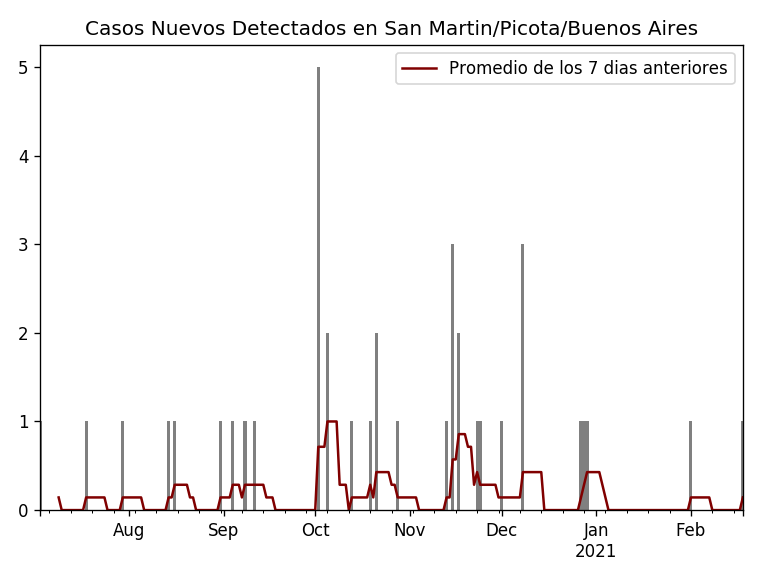 Casos Nuevos Detectados en San Martin/Picota/Buenos Aires
Promedio de los 7 dias anteriores
5
4
3
2
1
0
Aug
Sep
Oct
Nov
Dec
Jan
2021
Feb